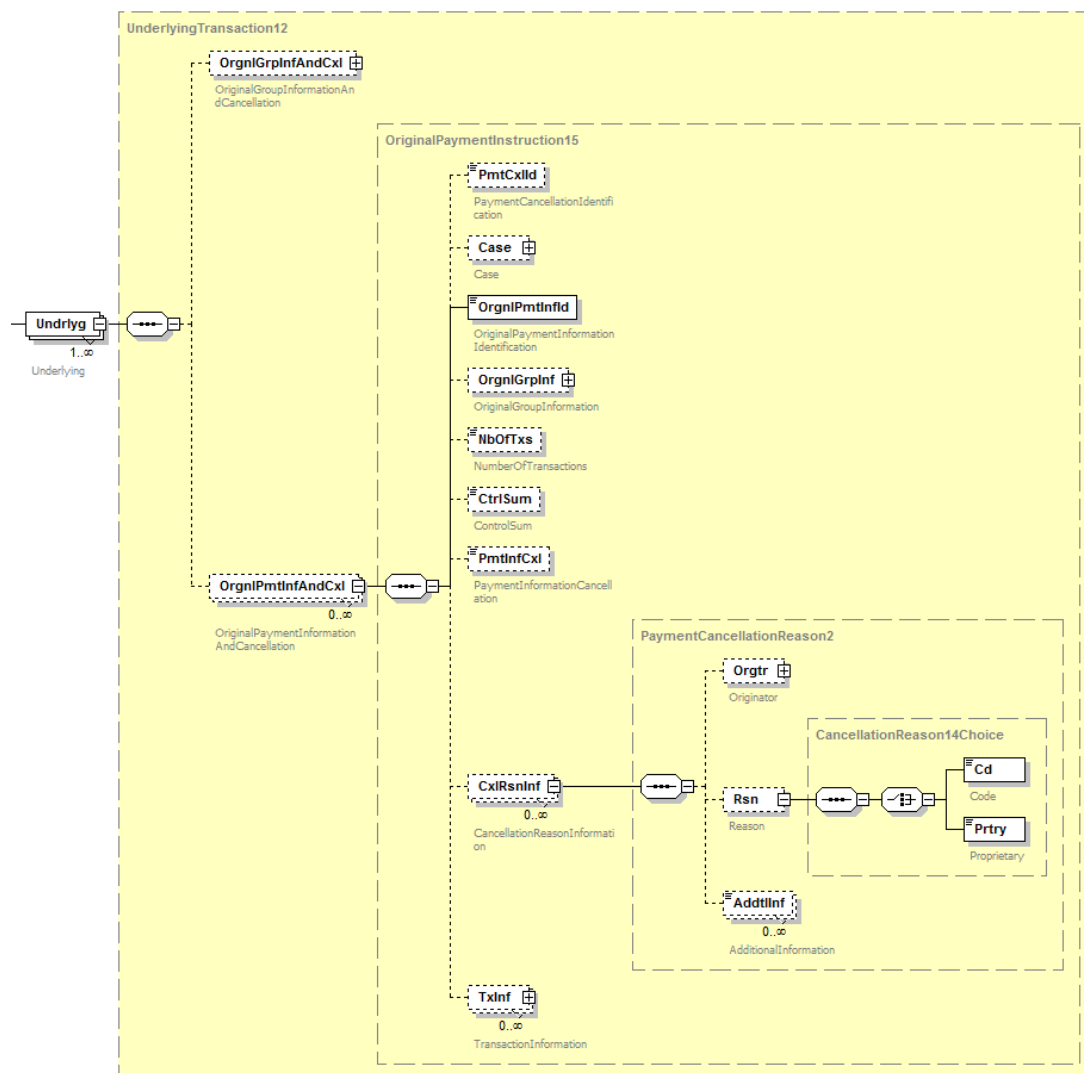 UnderlyingTransaction12
OrgnlGrpInfAndCxl
OriginalGroupInformationAn
dCancellation
OriginalPaymentInstruction15
PmtCxlId
PaymentCancellationIdentifi
cation
Case
Case
OrgnlPmtInfId
OriginalPaymentInformation
Identification
Undrlyg
1..∞
Underlying
OrgnlGrpInf
OriginalGroupInformation
NbOfTxs
NumberOfTransactions
CtrlSum
ControlSum
PmtInfCxl
PaymentInformationCancell
ation
OrgnlPmtInfAndCxl
0..∞
OriginalPaymentInformation
AndCancellation
PaymentCancellationReason2
Orgtr
Originator
CancellationReason14Choice
CxlRsnInf
0..∞
CancellationReasonInformati
on
Rsn
Reason
Cd
Code
Prtry
Proprietary
AddtlInf
0..∞
AdditionalInformation
TxInf
0..∞
TransactionInformation